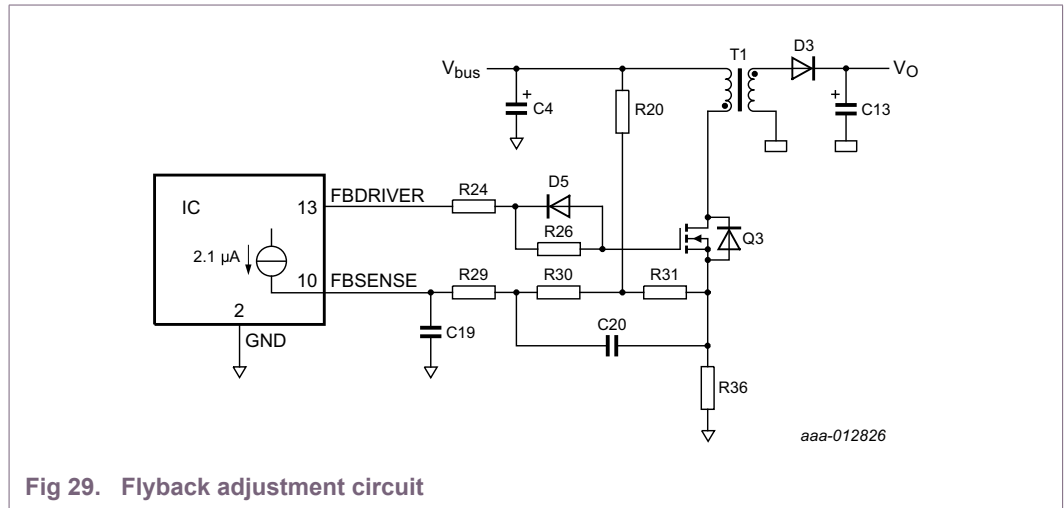 T1
D3
Vbus
VO
+
C4
R20
+
C13
IC
13
FBDRIVER
R24
D5
R26
Q3
2.1 μA
10
FBSENSE
R29
R30
R31
2
GND
C19
C20
R36
aaa-012826
Fig 29. Flyback adjustment circuit